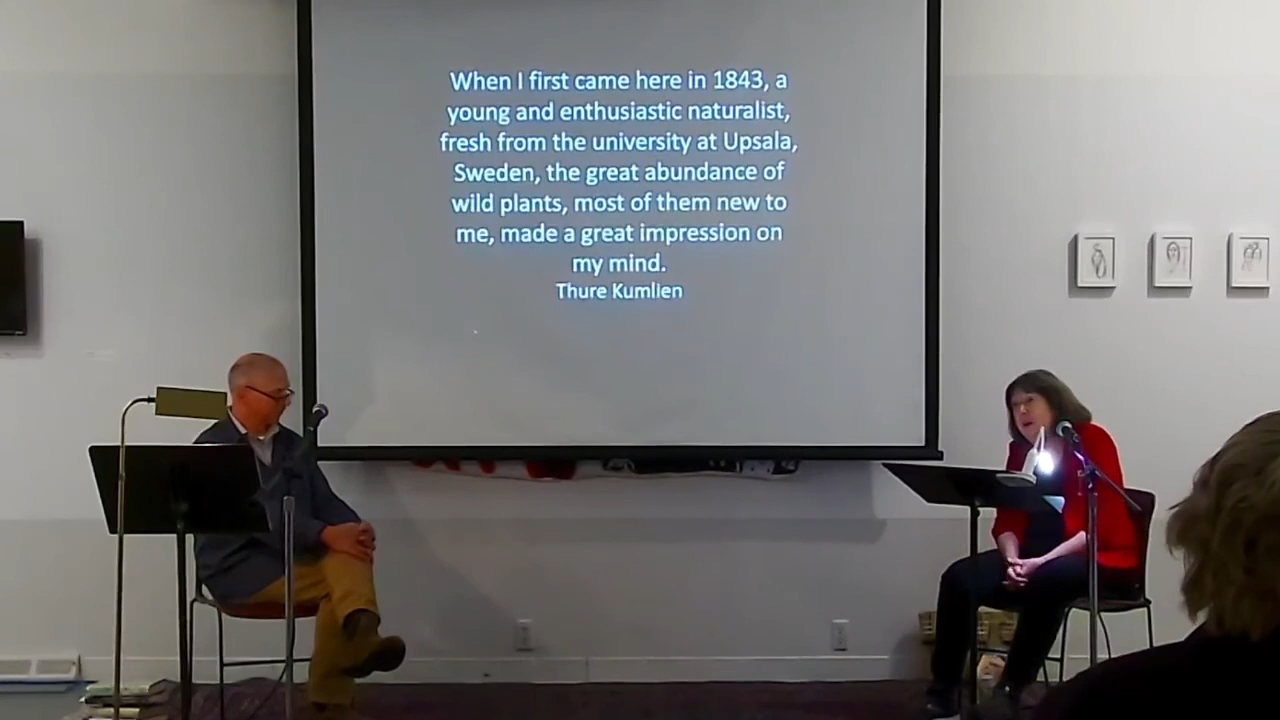 When I first came here in 1843, a
young and enthusiastic naturalist,
fresh from the university at Upsala,
Sweden, the great abundance of
wild plants, most of them new to
me, made a great impression on
my mind.
Thure Kumlien